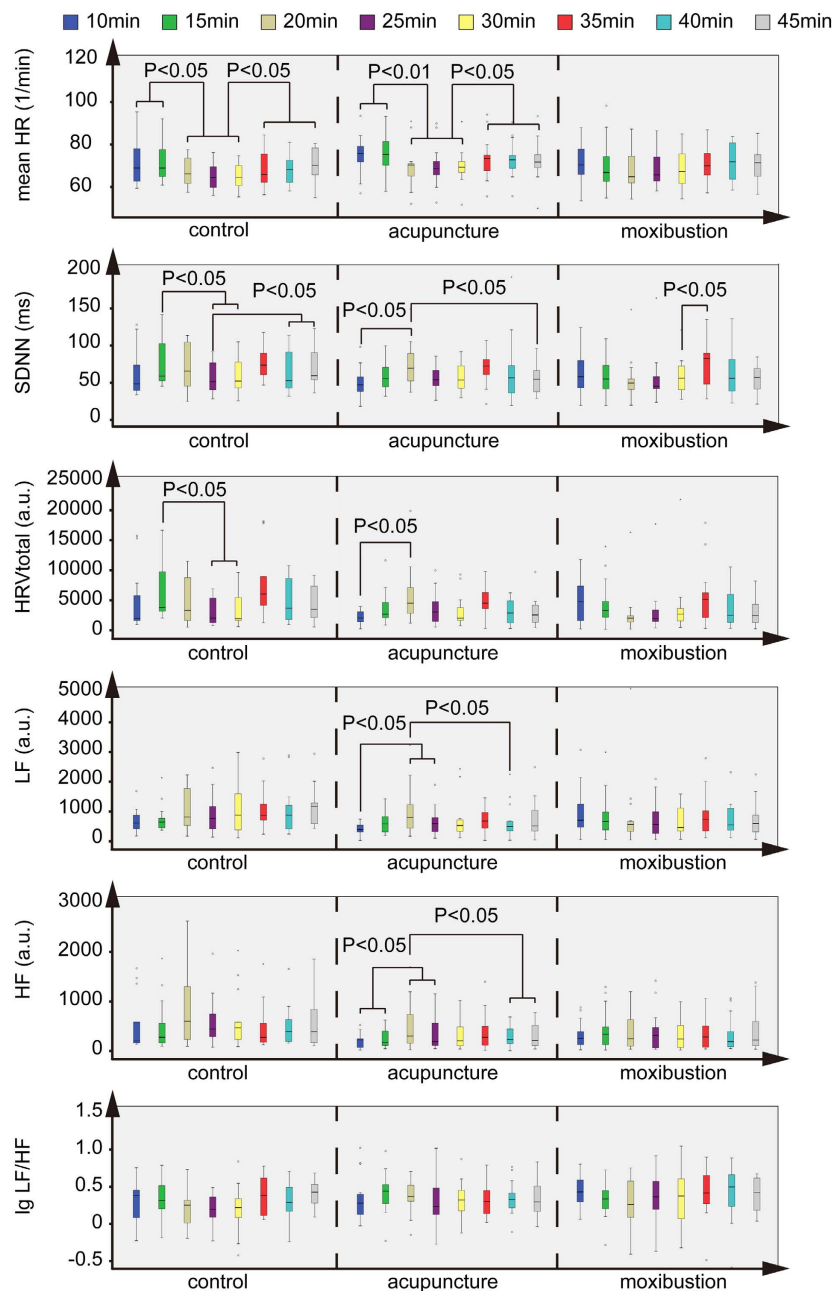 10min 15min 20min 25min 30min 35min 40min 45min
mean HR (1/min)
120
100
80
60
P<0.05 P<0.05 P<0.01 P<0.05
control acupuncture moxibustion
SDNN (ms)
200
150
100
50
0
P<0.05 P<0.05 P<0.05 P<0.05 P<0.05
control acupuncture moxibustion
HRVtotal (a.u.)
25000
20000
15000
10000
5000
0
P<0.05 P<0.05
control acupuncture moxibustion
LF (a.u.)
5000
4000
3000
2000
1000
0
P<0.05 P<0.05
control acupuncture moxibustion
HF (a.u.)
3000
2000
1000
0
P<0.05 P<0.05
control acupuncture moxibustion
lg LF/HF
1.5
1.0
0.5
0
-0.5
control acupuncture moxibustion